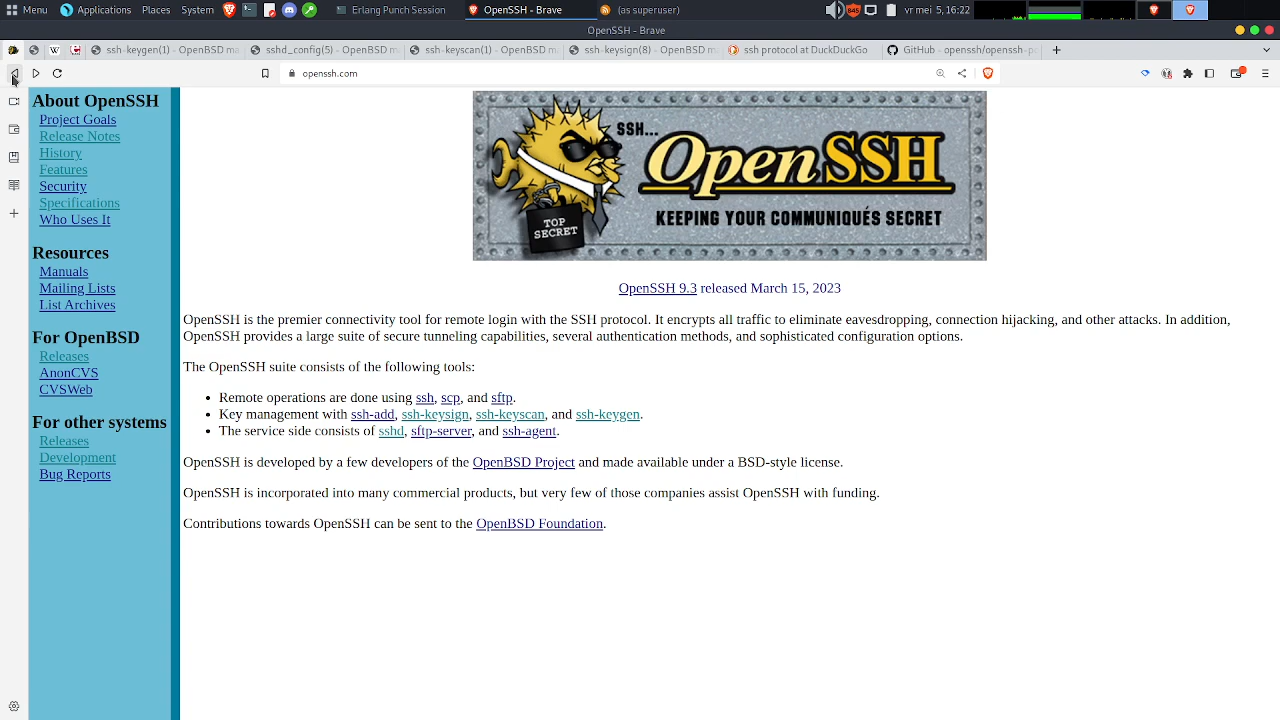 Menu Applications Places System Erlang Punch Session OpenSSH - Brave (as superuser) 645 vr mei 5, 16:22
OpenSSH - Brave
W ssh-keygen(1) - OpenBSD ma sshd_config(5) - OpenBSD m ssh-keyscan(1) - OpenBSD ma ssh-keysign(8) - OpenBSD ma ssh protocol at DuckDuckGo GitHub - openssh/openssh-po
openssh.com
About OpenSSH
Project Goals
Release Notes
History
Features
Security
Specifications
Who Uses It
Resources
Manuals
Mailing Lists
List Archives
For OpenBSD
Releases
AnonCVS
CVSWeb
For other systems
Releases
Development
Bug Reports
SSH...
OpenSSH
KEEPING YOUR COMMUNIQUÉS SECRET
TOP
SECRET
OpenSSH 9.3 released March 15, 2023
OpenSSH is the premier connectivity tool for remote login with the SSH protocol. It encrypts all traffic to eliminate eavesdropping, connection hijacking, and other attacks. In addition,
OpenSSH provides a large suite of secure tunneling capabilities, several authentication methods, and sophisticated configuration options.
The OpenSSH suite consists of the following tools:
• Remote operations are done using ssh, scp, and sftp.
• Key management with ssh-add, ssh-keysign, ssh-keyscan, and ssh-keygen.
• The service side consists of sshd, sftp-server, and ssh-agent.
OpenSSH is developed by a few developers of the OpenBSD Project and made available under a BSD-style license.
OpenSSH is incorporated into many commercial products, but very few of those companies assist OpenSSH with funding.
Contributions towards OpenSSH can be sent to the OpenBSD Foundation.